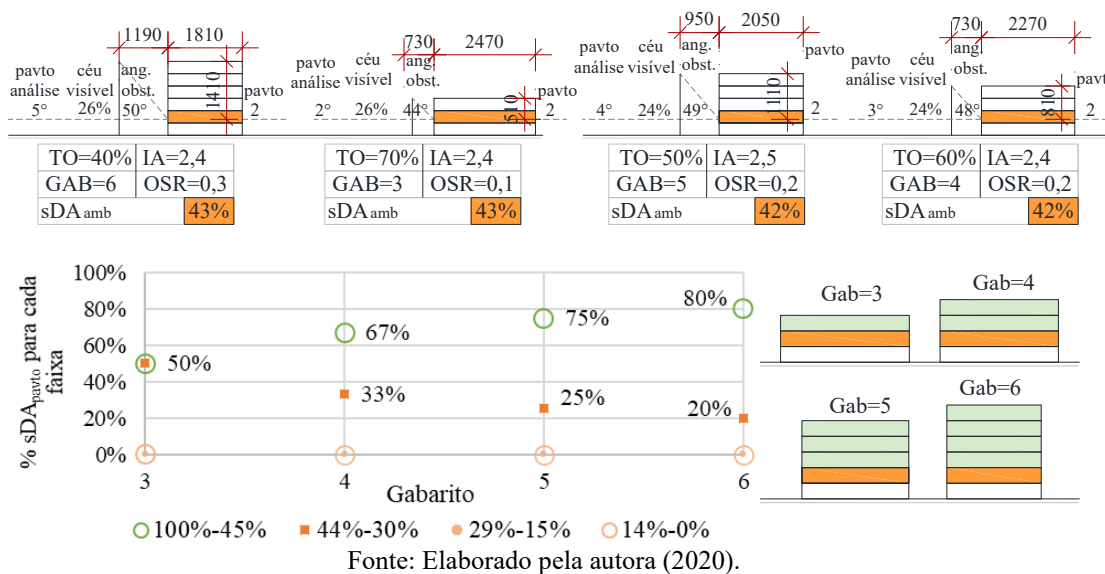 1190 1810
pavto análise
céu visível
ang. obst.
1410
pavto
5° 26% 50° 2
TO=40% IA=2,4
GAB=6 OSR=0,3
sDA amb 43%
730 2470
pavto análise
céu visível
ang. obst.
510
pavto
2° 26% 44° 2
TO=70% IA=2,4
GAB=3 OSR=0,1
sDA amb 43%
950 2050
pavto análise
céu visível
ang. obst.
1110
pavto
4° 24% 49° 2
TO=50% IA=2,5
GAB=5 OSR=0,2
sDA amb 42%
730 2270
pavto análise
céu visível
ang. obst.
810
pavto
3° 24% 48° 2
TO=60% IA=2,4
GAB=4 OSR=0,2
sDA amb 42%
% sDApavto para cada
faixa
100%
80%
60%
40%
20%
0%
50%
67%
75%
80%
33%
25%
20%
3 4 5 6
Gabarito
100%-45% 44%-30% 29%-15% 14%-0%
Gab=3
Gab=4
Gab=5
Gab=6
Fonte: Elaborado pela autora (2020).